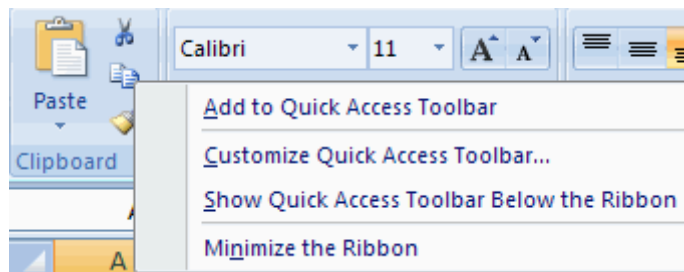 Calibri 11 A A
Paste
Add to Quick Access Toolbar
Clipboard
Customize Quick Access Toolbar...
Show Quick Access Toolbar Below the Ribbon
Minimize the Ribbon
A